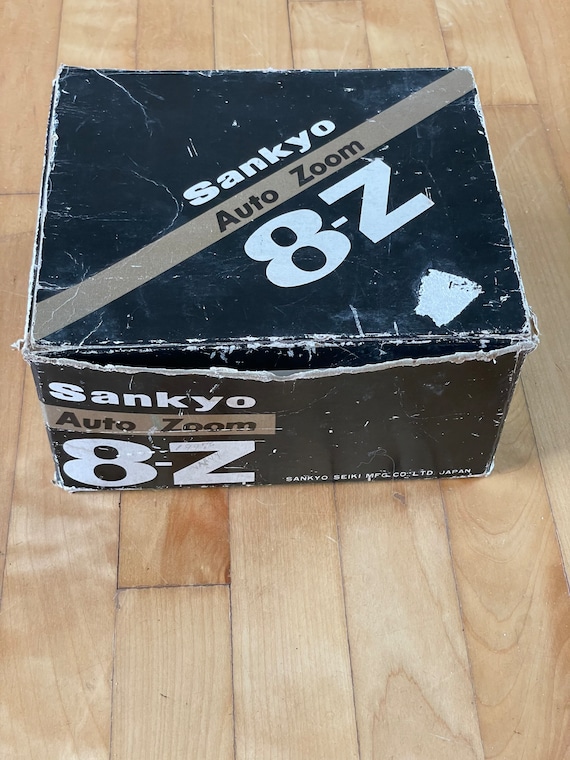 Sankyo
Auto Zoom
8-Z
Sankyo
Auto Zoom
8-Z
SANKYO SEIKI MFG. CO., LTD. JAPAN